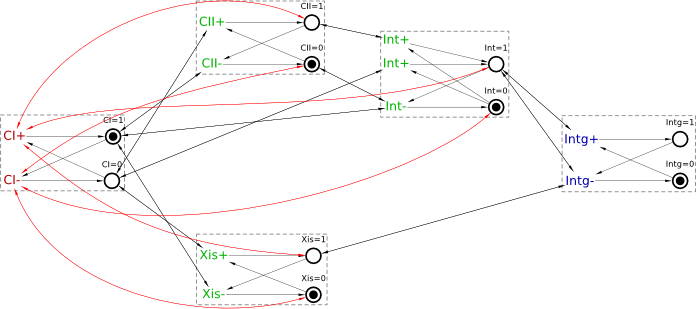 CII=1
CII+
Int+
Int=1
CII-
CII=0
Int+
Int=0
Int-
CI=1
Intg=1
CI+
Intg+
CI=0
Intg=0
CI-
Intg-
Xis=1
Xis+
Xis=0
Xis-